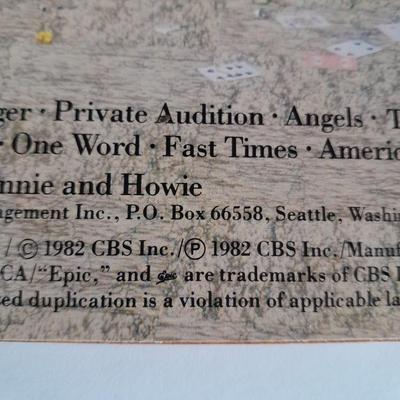 ger · Private Audition · Angels · T
· One Word · Fast Times · Americ
nnie and Howie
agement Inc., P.O. Box 66558, Seattle, Washin
/ © 1982 CBS Inc./℗ 1982 CBS Inc./Manuf
CA/“Epic,” and are trademarks of CBS I
ed duplication is a violation of applicable la